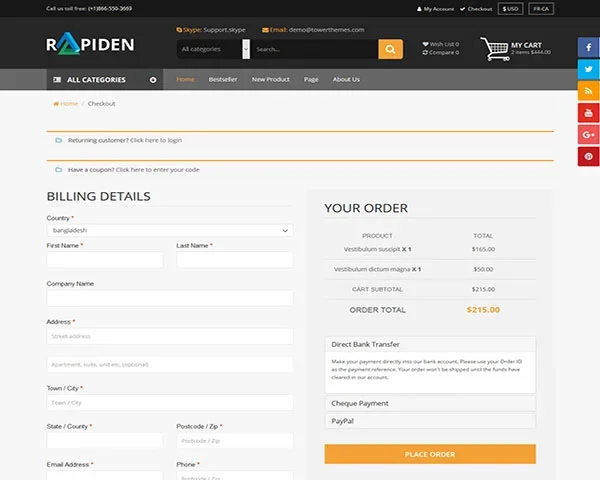 Call us toll free: (+1)866-550-3669
My Account Checkout $ USD FR-CA
Skype: Support.skype Email: demo@towerthemes.com
RAPIDEN
All categories Search...
Wish List 0
Compare 0
MY CART
2 items $444.00
ALL CATEGORIES Home Bestseller New Product Page About Us
Home / Checkout
Returning customer? Click here to login
Have a coupon? Click here to enter your code
BILLING DETAILS
Country *
bangladesh
First Name * Last Name *
Company Name
Address *
Street address
Apartment, suite, unit etc. (optional)
Town / City *
Town / City
State / County * Postcode / Zip *
Postcode / Zip
Email Address * Phone *
YOUR ORDER
PRODUCT TOTAL
Vestibulum suscipit X 1 $165.00
Vestibulum dictum magna X 1 $50.00
CART SUBTOTAL $215.00
ORDER TOTAL $215.00
Direct Bank Transfer
Make your payment directly into our bank account. Please use your Order ID
as the payment reference. Your order won't be shipped until the funds have
cleared in our account.
Cheque Payment
PayPal
PLACE ORDER